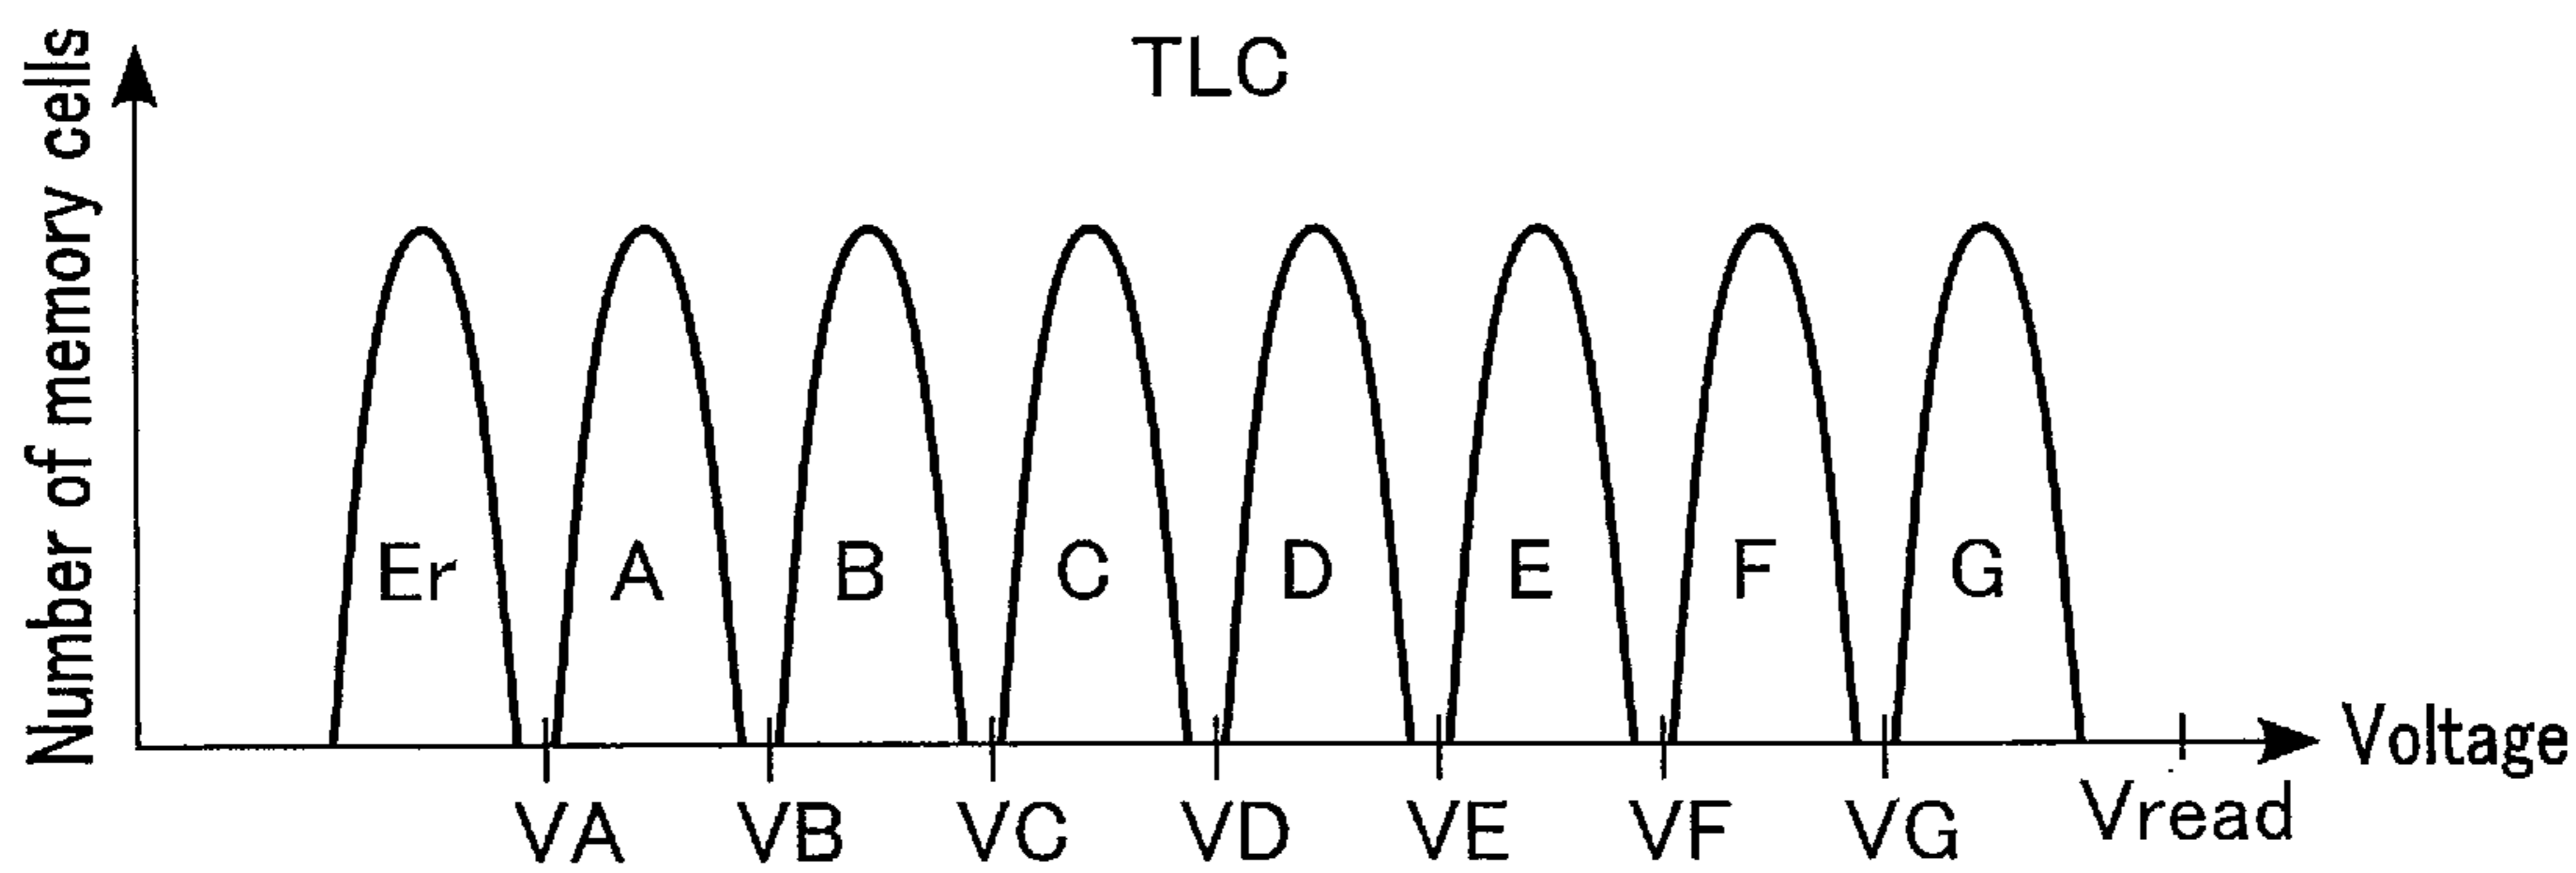 TLC
Number of memory cells
Er A B C D E F G
Voltage
VA VB VC VD VE VF VG Vread